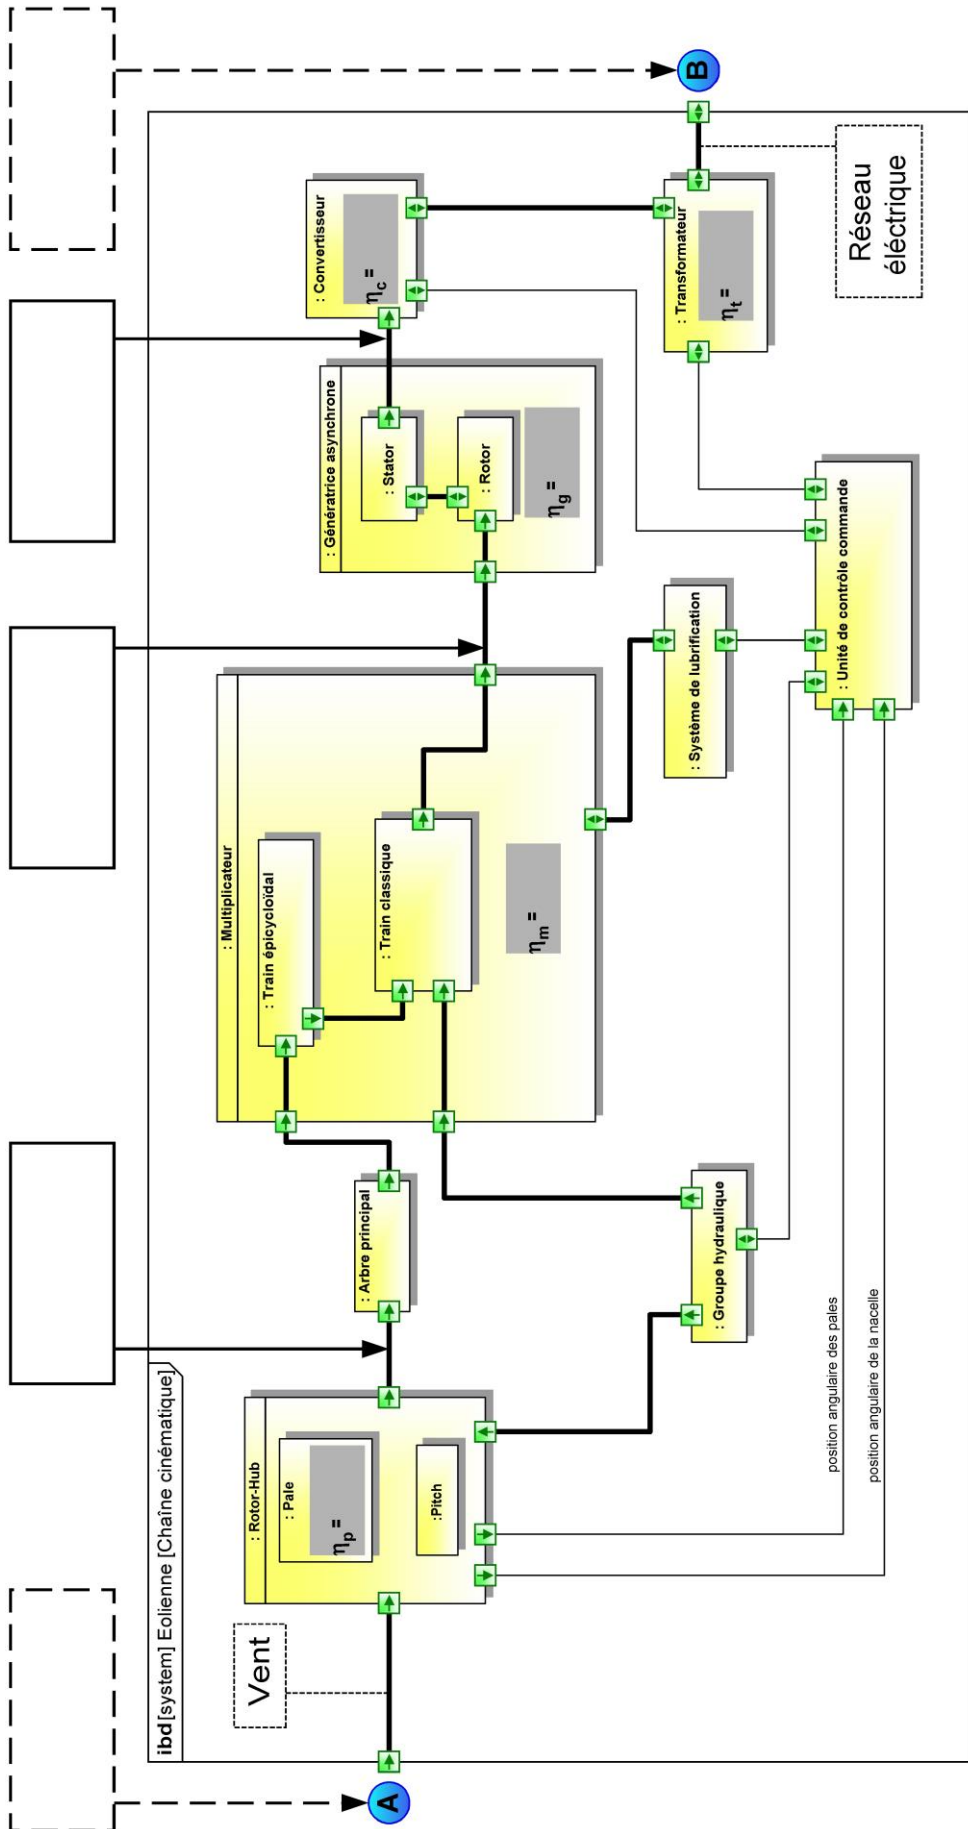 ibd [system] Eolienne [Chaîne cinématique]
A
Vent
: Rotor-Hub
: Pale
ηp =
:Pitch
: Arbre principal
: Multiplicateur
: Train épicycloïdal
: Train classique
ηm =
: Génératrice asynchrone
: Stator
: Rotor
ηg =
: Convertisseur
ηc =
: Transformateur
ηt =
B
Réseau
éléctrique
: Groupe hydraulique
: Système de lubrification
: Unité de contrôle commande
position angulaire des pales
position angulaire de la nacelle